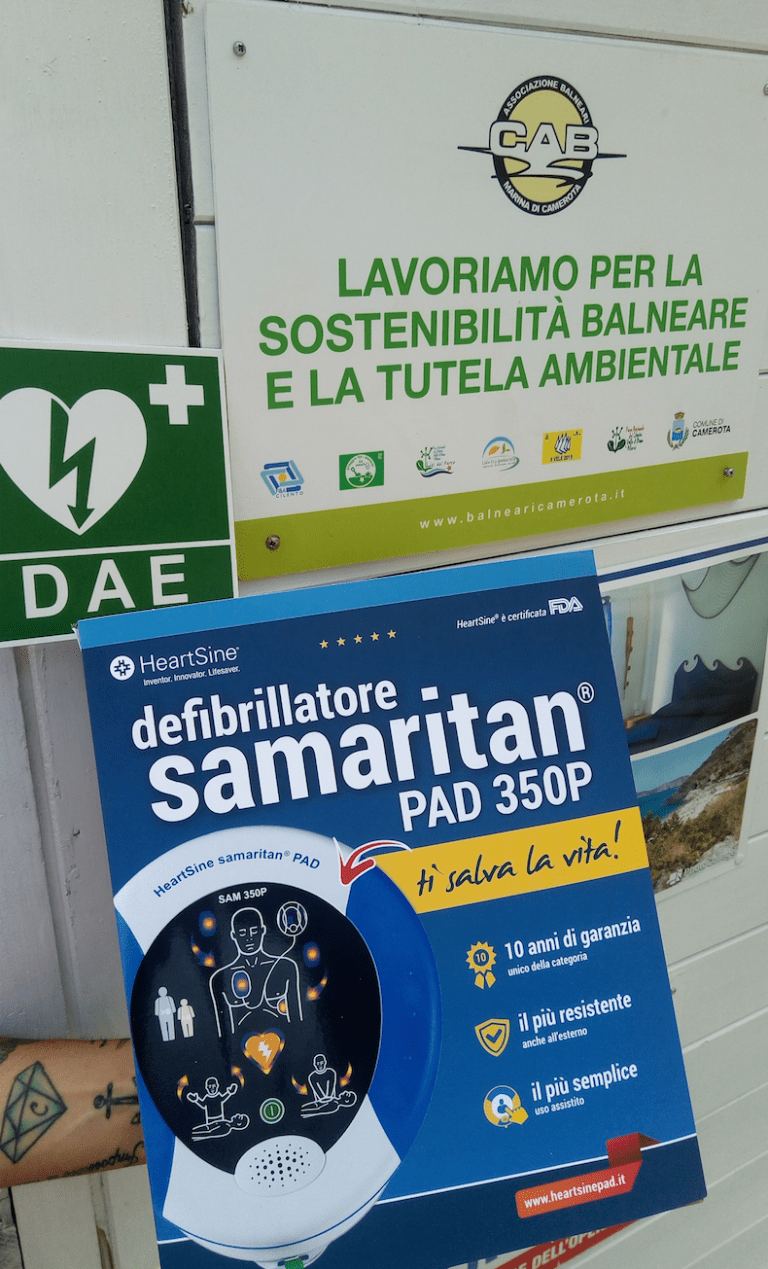 ASSOCIAZIONE BALNEARI
CAB
MARINA DI CAMEROTA
LAVORIAMO PER LA
SOSTENIBILITÀ BALNEARE
E LA TUTELA AMBIENTALE
CILENTO
COMUNE DI
CAMEROTA
www.balnearicamerota.it
DAE
HeartSine®
Inventor. Innovator. Lifesaver.
HeartSine® è certificata FDA
defibrillatore
samaritan®
PAD 350P
ti salva la vita!
HeartSine samaritan® PAD
SAM 350P
10
10 anni di garanzia
unico della categoria
il più resistente
anche all'esterno
il più semplice
uso assistito
www.heartsinepad.it
C